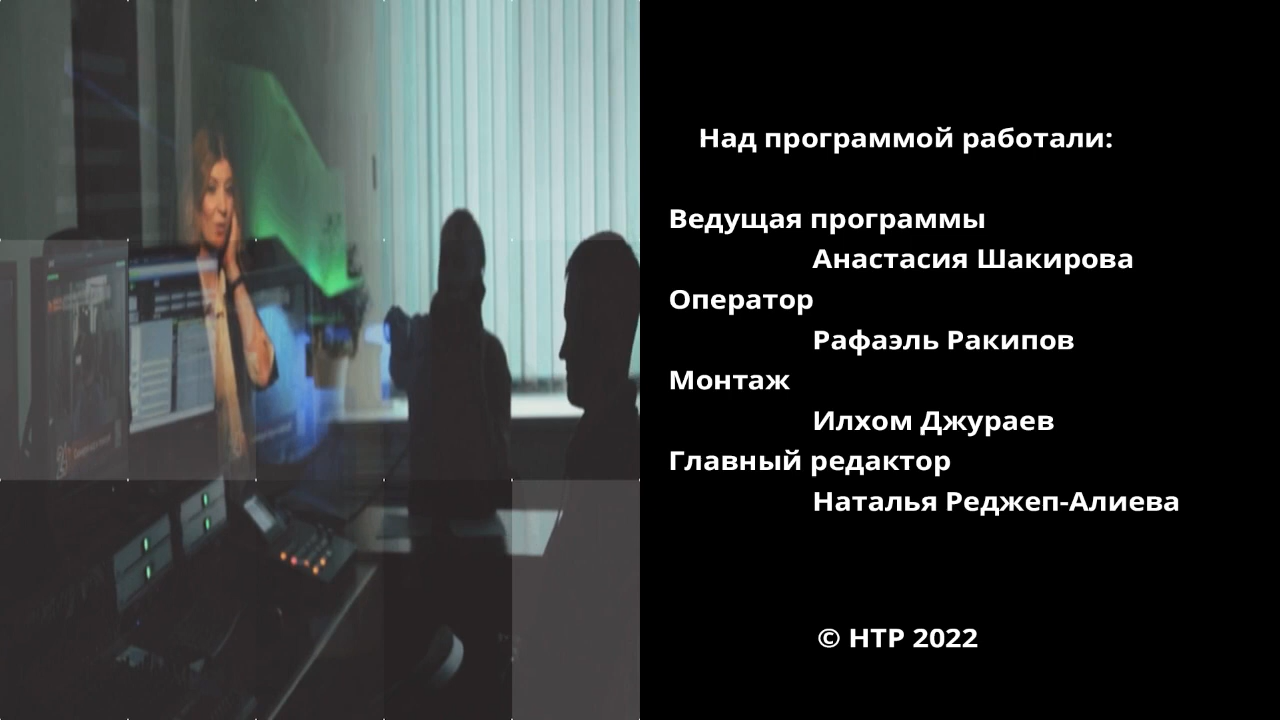 Над программой работали:
Ведущая программы
Анастасия Шакирова
Оператор
Рафаэль Ракипов
Монтаж
Илхом Джураев
Главный редактор
Наталья Реджеп-Алиева
© НТР 2022